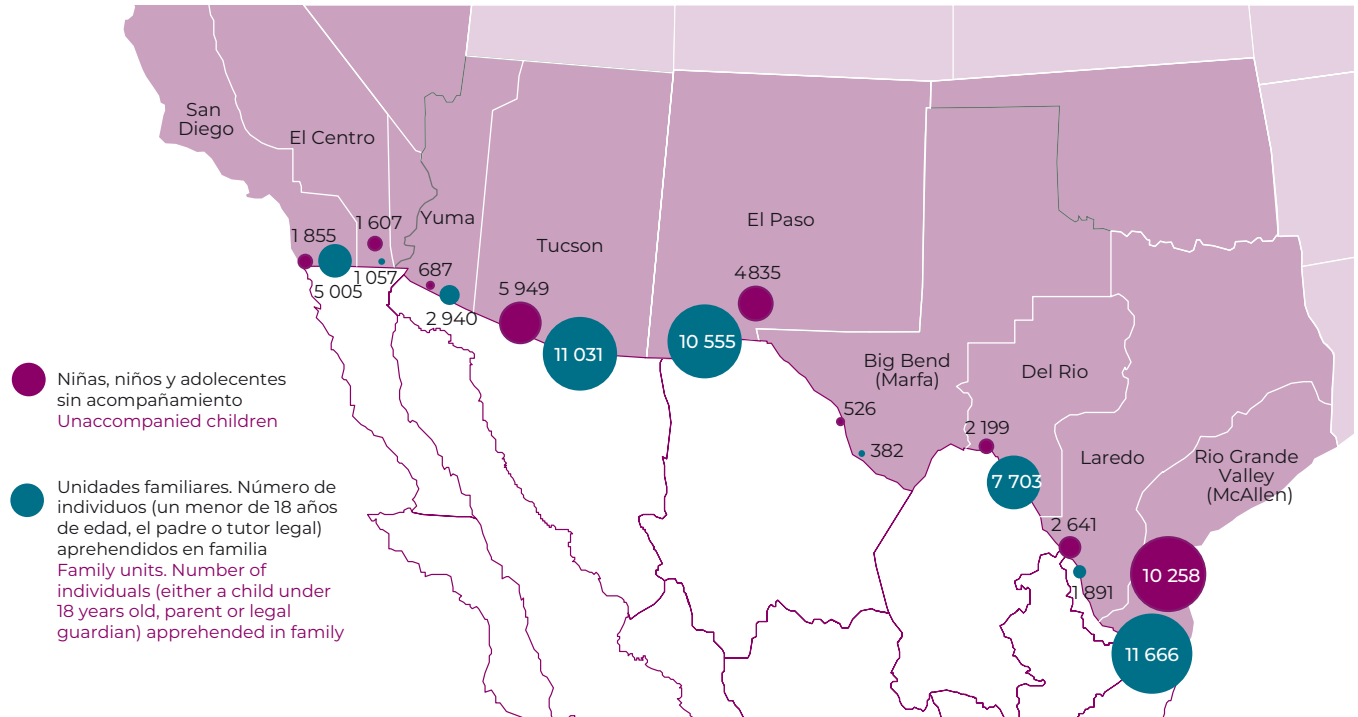 San
Diego
El Centro
Yuma
Tucson
El Paso
Big Bend
(Marfa)
Del Rio
Laredo
Rio Grande
Valley
(McAllen)
1 855
5 005
1 607
1 057
687
2 940
5 949
11 031
10 555
4835
526
382
2 199
7 703
2 641
1 891
10 258
11 666
Niñas, niños y adolecentes
sin acompañamiento
Unaccompanied children
Unidades familiares. Número de
individuos (un menor de 18 años
de edad, el padre o tutor legal)
aprehendidos en familia
Family units. Number of
individuals (either a child under
18 years old, parent or legal
guardian) apprehended in family